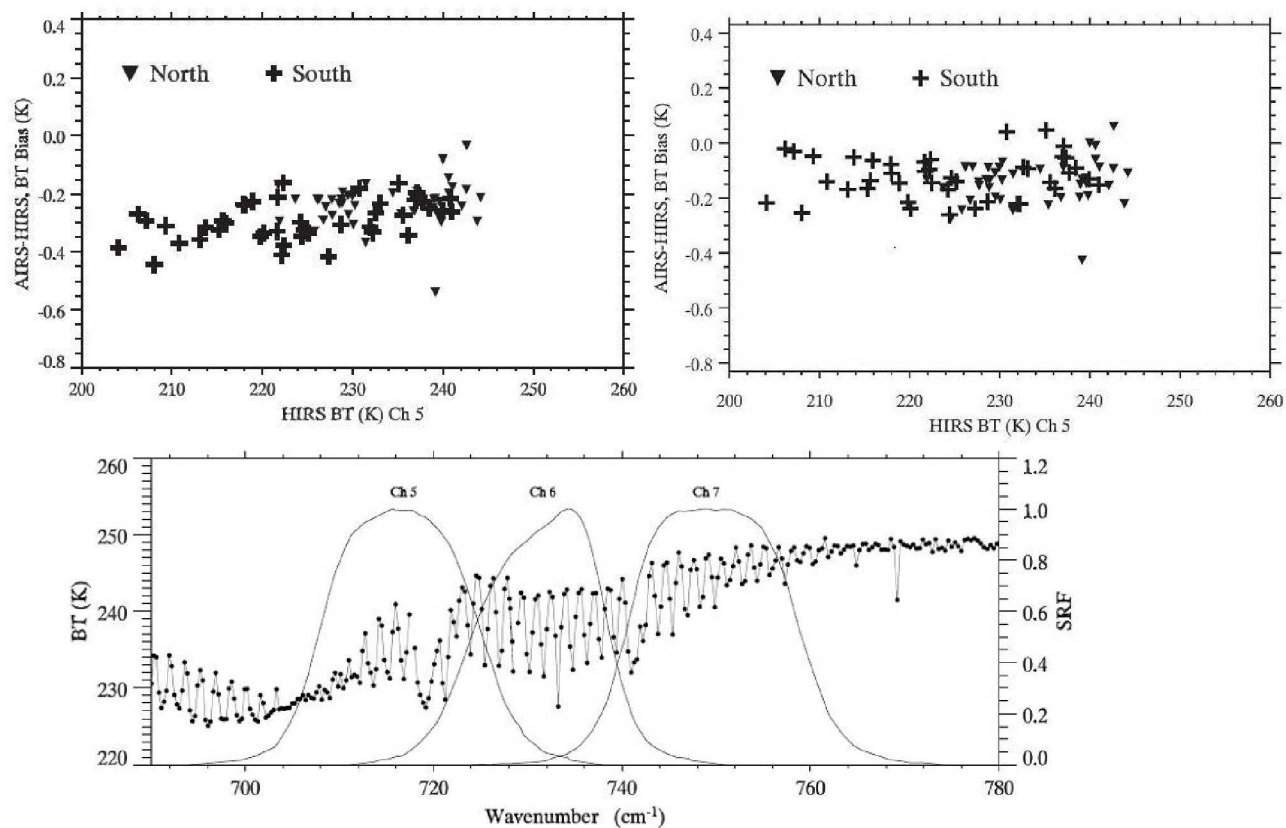 0.4
0.2
0.0
-0.2
-0.4
-0.6
-0.8
AIRS-HIRS, BT Bias (K)
North South
200 210 220 230 240 250 260
HIRS BT (K) Ch 5
0.4
0.2
0.0
-0.2
-0.4
-0.6
-0.8
AIRS-HIRS, BT Bias (K)
North South
200 210 220 230 240 250 260
HIRS BT (K) Ch 5
260
250
240
230
220
BT (K)
Ch 5 Ch 6 Ch 7
1.2
1.0
0.8
0.6
0.4
0.2
0.0
SRF
700 720 740 760 780
Wavenumber (cm⁻¹)